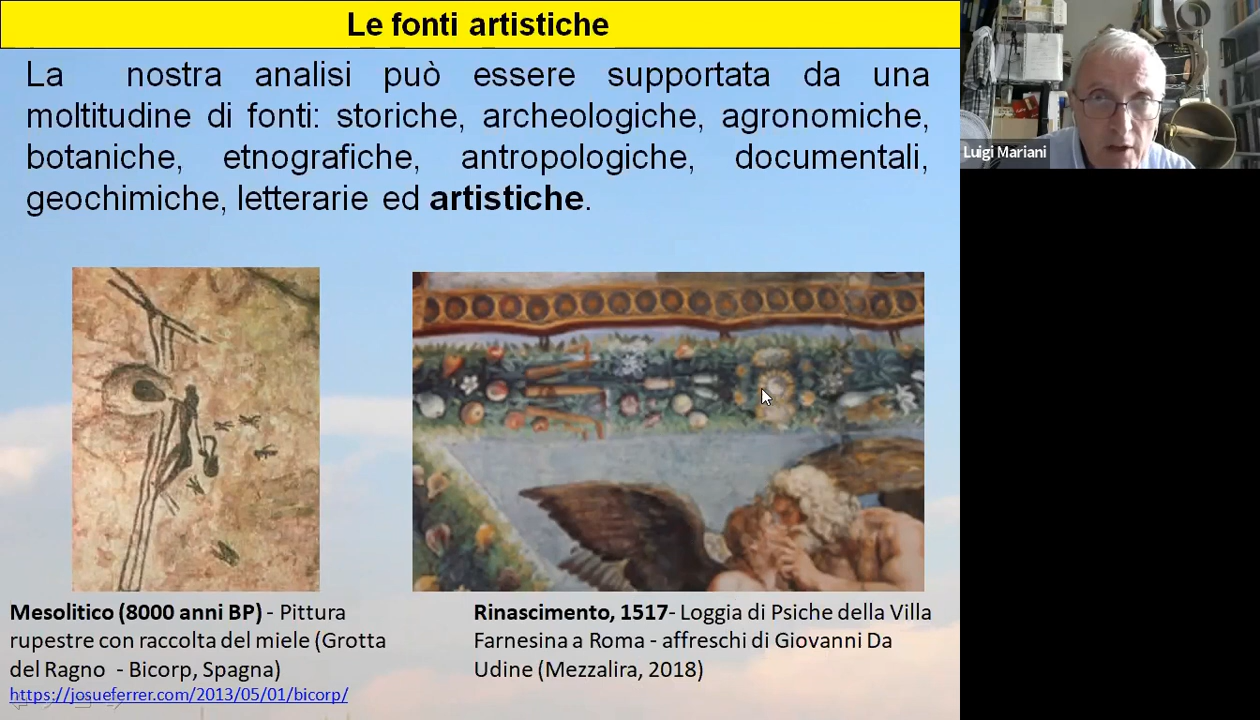 Le fonti artistiche
La nostra analisi può essere supportata da una
moltitudine di fonti: storiche, archeologiche, agronomiche,
botaniche, etnografiche, antropologiche, documentali,
geochimiche, letterarie ed artistiche.
Luigi Mariani
Mesolitico (8000 anni BP) - Pittura
rupestre con raccolta del miele (Grotta
del Ragno - Bicorp, Spagna)
https://josueferrer.com/2013/05/01/bicorp/
Rinascimento, 1517- Loggia di Psiche della Villa
Farnesina a Roma - affreschi di Giovanni Da
Udine (Mezzalira, 2018)